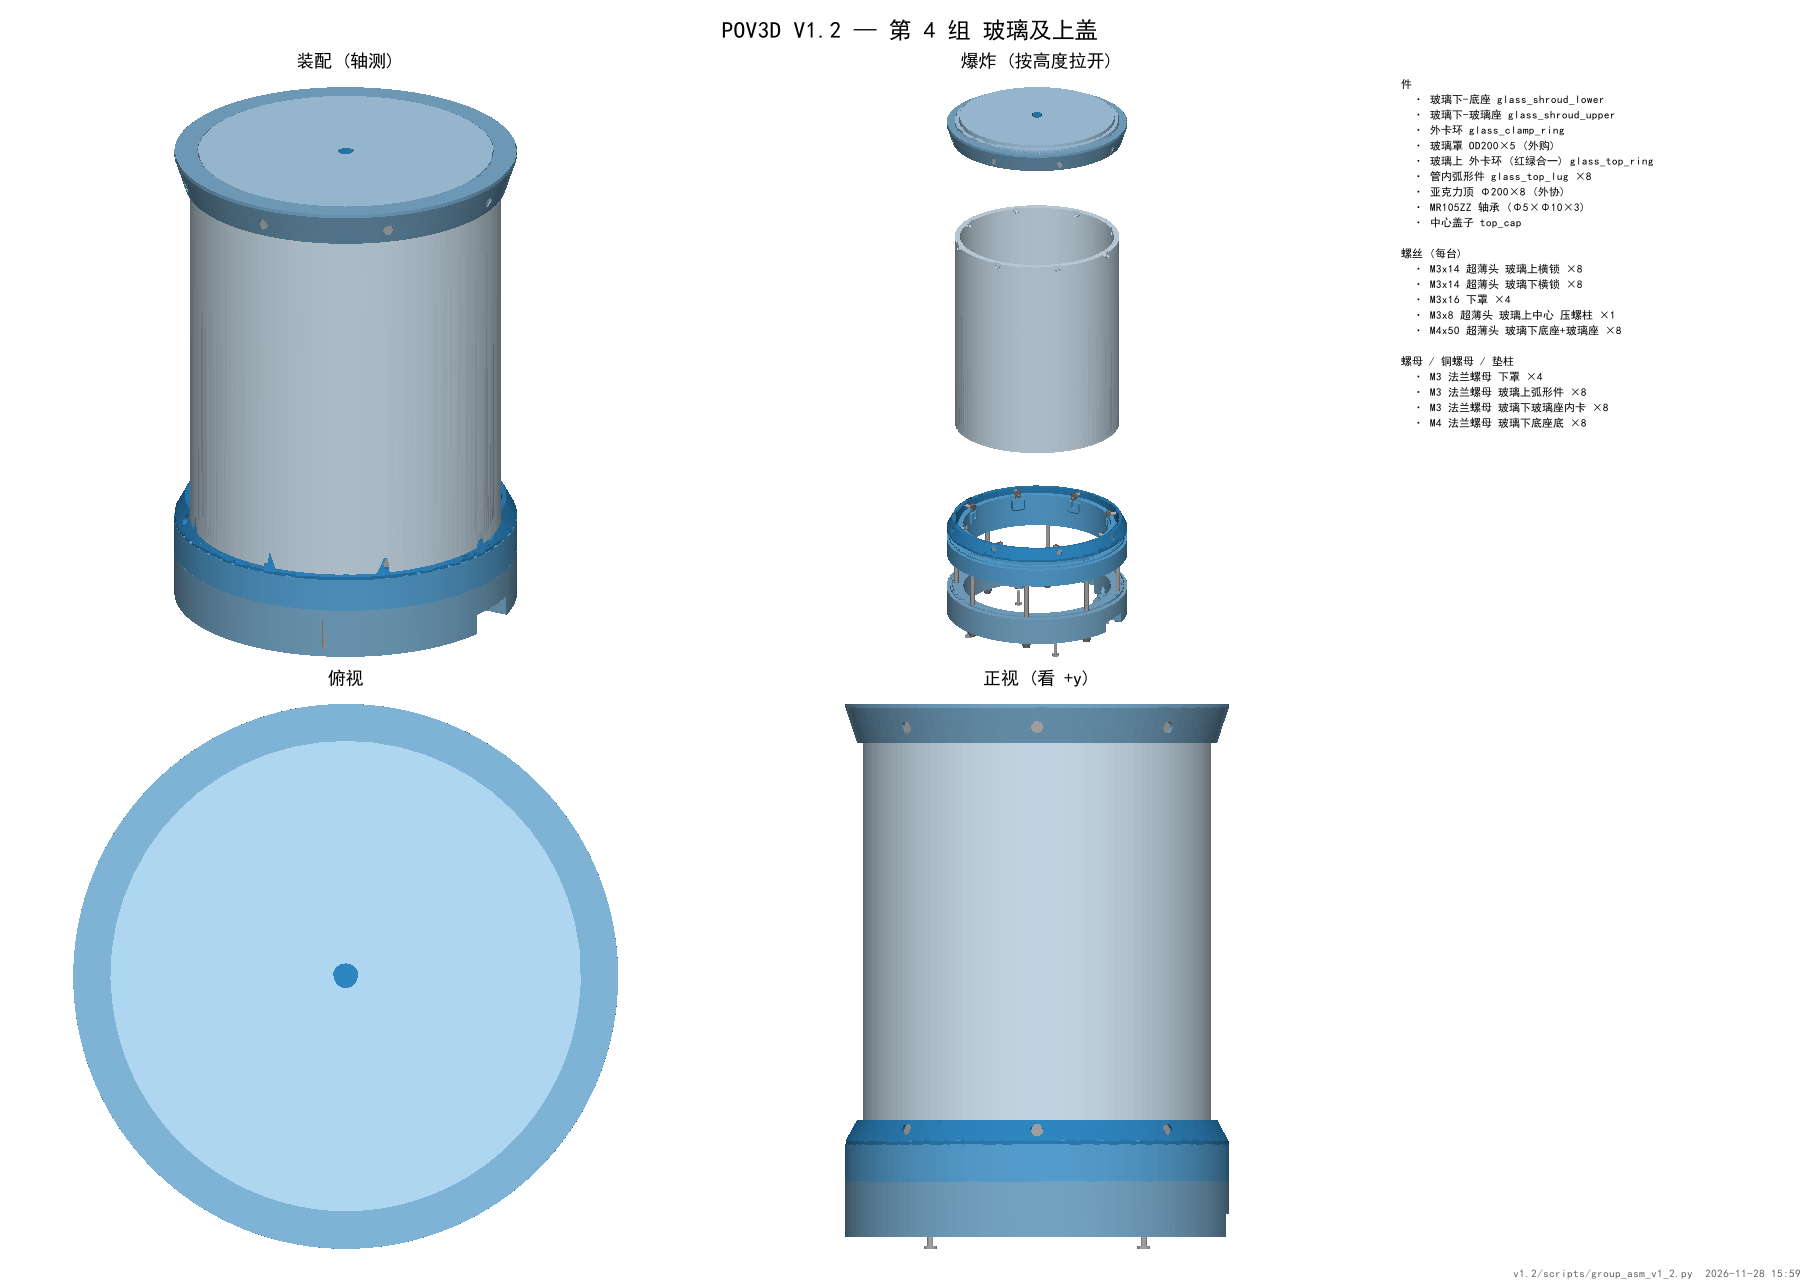 POV3D V1.2 — 第 4 组 玻璃及上盖
装配 (轴测)
爆炸 (按高度拉开)
件
· 玻璃下-底座 glass_shroud_lower
· 玻璃下-玻璃座 glass_shroud_upper
· 外卡环 glass_clamp_ring
· 玻璃罩 OD200×5 (外购)
· 玻璃上 外卡环 (红绿合一) glass_top_ring
· 管内弧形件 glass_top_lug ×8
· 亚克力顶 Φ200×8 (外协)
· MR105ZZ 轴承 (Φ5×Φ10×3)
· 中心盖子 top_cap
螺丝 (每台)
· M3x14 超薄头 玻璃上横锁 ×8
· M3x14 超薄头 玻璃下横锁 ×8
· M3x16 下罩 ×4
· M3x8 超薄头 玻璃上中心 压螺柱 ×1
· M4x50 超薄头 玻璃下底座+玻璃座 ×8
螺母 / 铜螺母 / 垫柱
· M3 法兰螺母 下罩 ×4
· M3 法兰螺母 玻璃上弧形件 ×8
· M3 法兰螺母 玻璃下玻璃座内卡 ×8
· M4 法兰螺母 玻璃下底座底 ×8
俯视
正视 (看 +y)
v1.2/scripts/group_asm_v1_2.py 2026-11-28 15:59